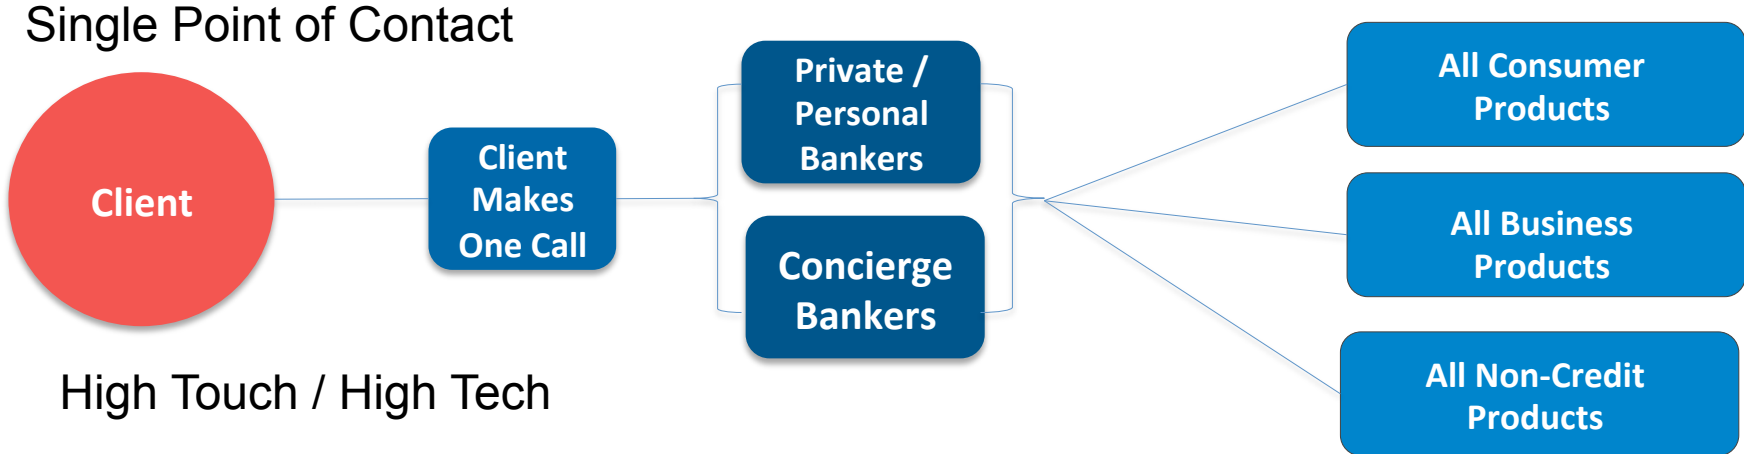 Single Point of Contact
Client
Client
Makes
One Call
Private /
Personal
Bankers
Concierge
Bankers
All Consumer
Products
All Business
Products
All Non-Credit
Products
High Touch / High Tech